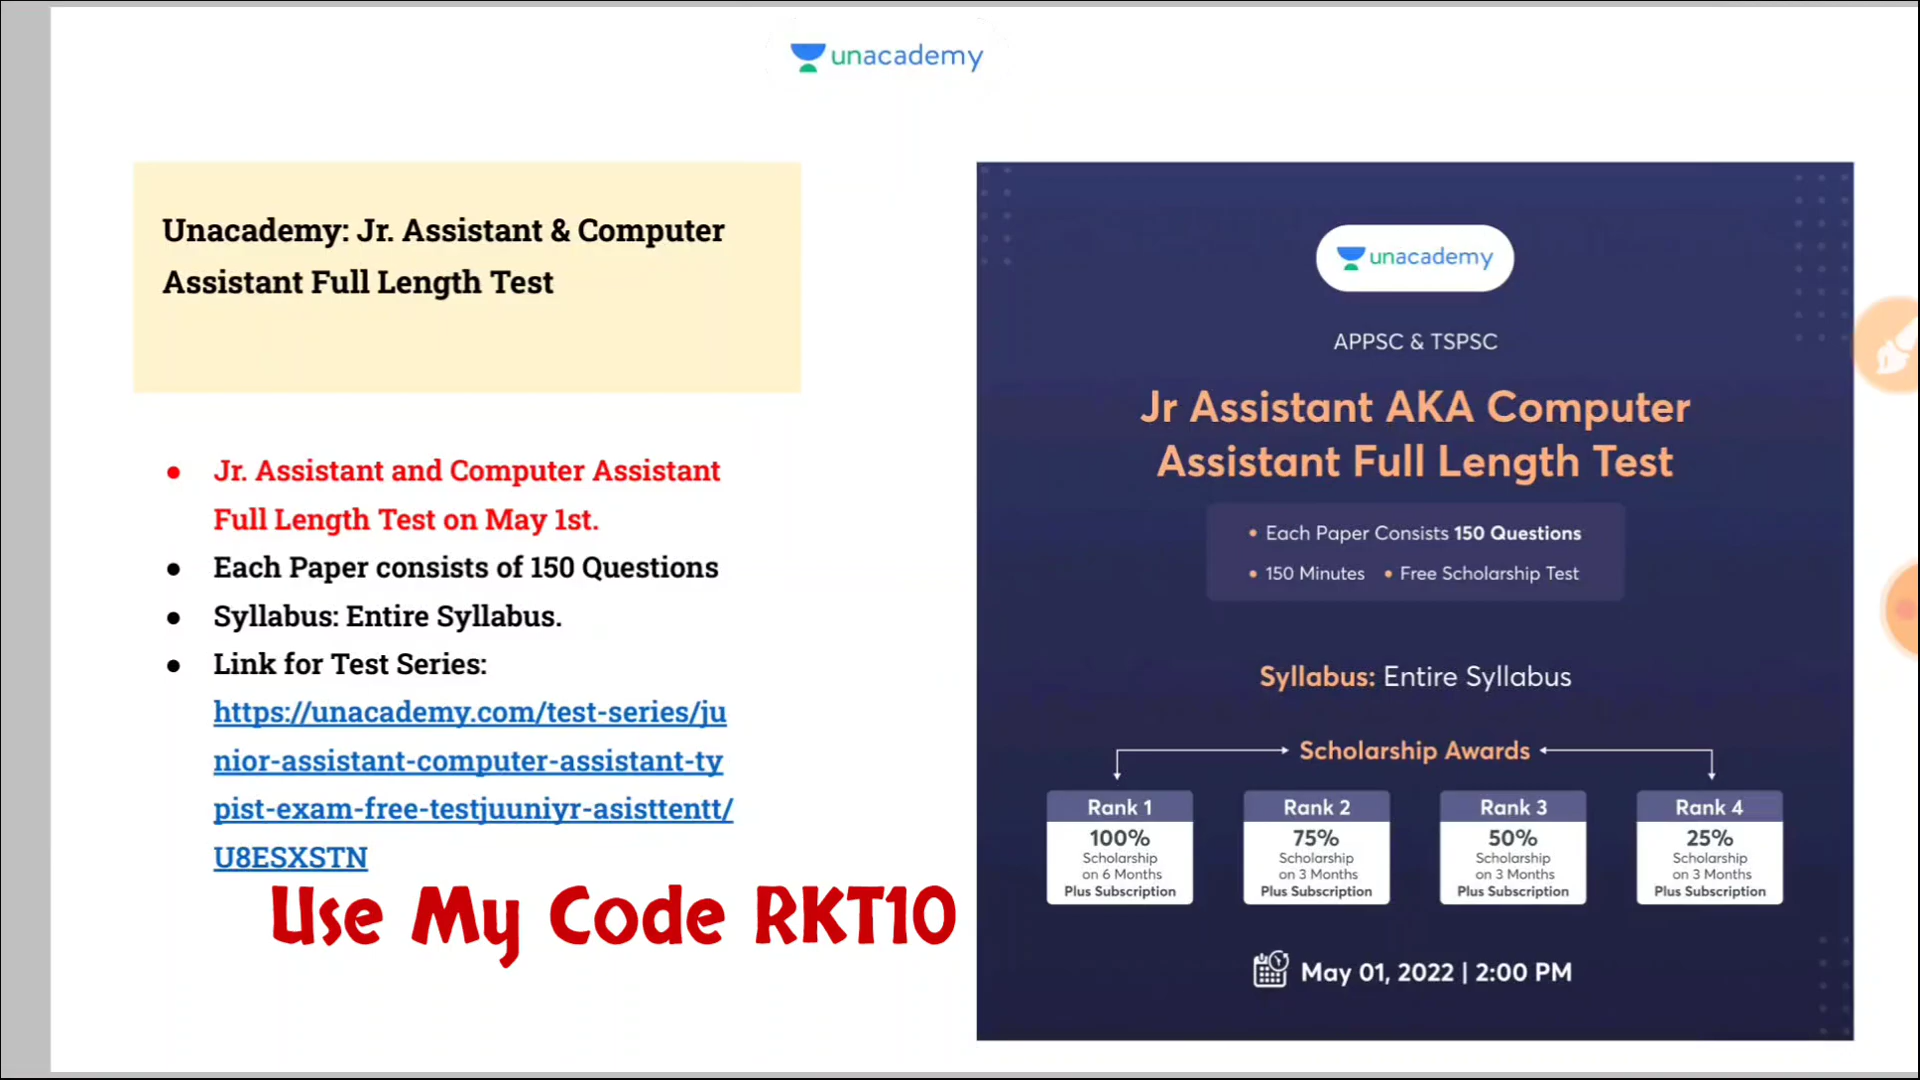 unacademy
Unacademy: Jr. Assistant & Computer
Assistant Full Length Test
● Jr. Assistant and Computer Assistant
Full Length Test on May 1st.
● Each Paper consists of 150 Questions
● Syllabus: Entire Syllabus.
● Link for Test Series:
https://unacademy.com/test-series/ju
nior-assistant-computer-assistant-ty
pist-exam-free-testjuuniyr-asisttentt/
U8ESXSTN
Use My Code RKT10
unacademy
APPSC & TSPSC
Jr Assistant AKA Computer
Assistant Full Length Test
• Each Paper Consists 150 Questions
• 150 Minutes • Free Scholarship Test
Syllabus: Entire Syllabus
Scholarship Awards
Rank 1
100%
Scholarship
on 6 Months
Plus Subscription
Rank 2
75%
Scholarship
on 3 Months
Plus Subscription
Rank 3
50%
Scholarship
on 3 Months
Plus Subscription
Rank 4
25%
Scholarship
on 3 Months
Plus Subscription
May 01, 2022 | 2:00 PM